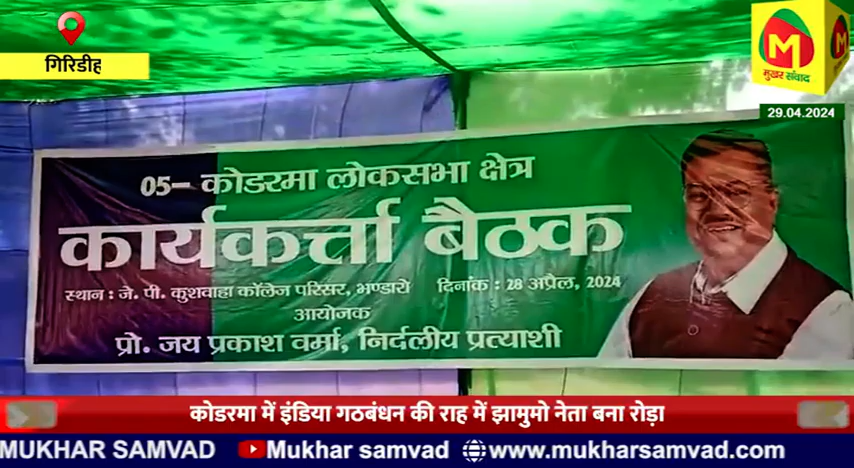 गिरिडीह
M
मुखर संवाद
29.04.2024
05– कोडरमा लोकसभा क्षेत्र
कार्यकर्त्ता बैठक
स्थान : जे. पी. कुशवाहा कॉलेज परिसर, भण्डारो दिनांक : 28 अप्रैल, 2024
आयोजक
प्रो. जय प्रकाश वर्मा, निर्दलीय प्रत्याशी
कोडरमा में इंडिया गठबंधन की राह में झामुमो नेता बना रोड़ा
MUKHAR SAMVAD Mukhar samvad www.mukharsamvad.com